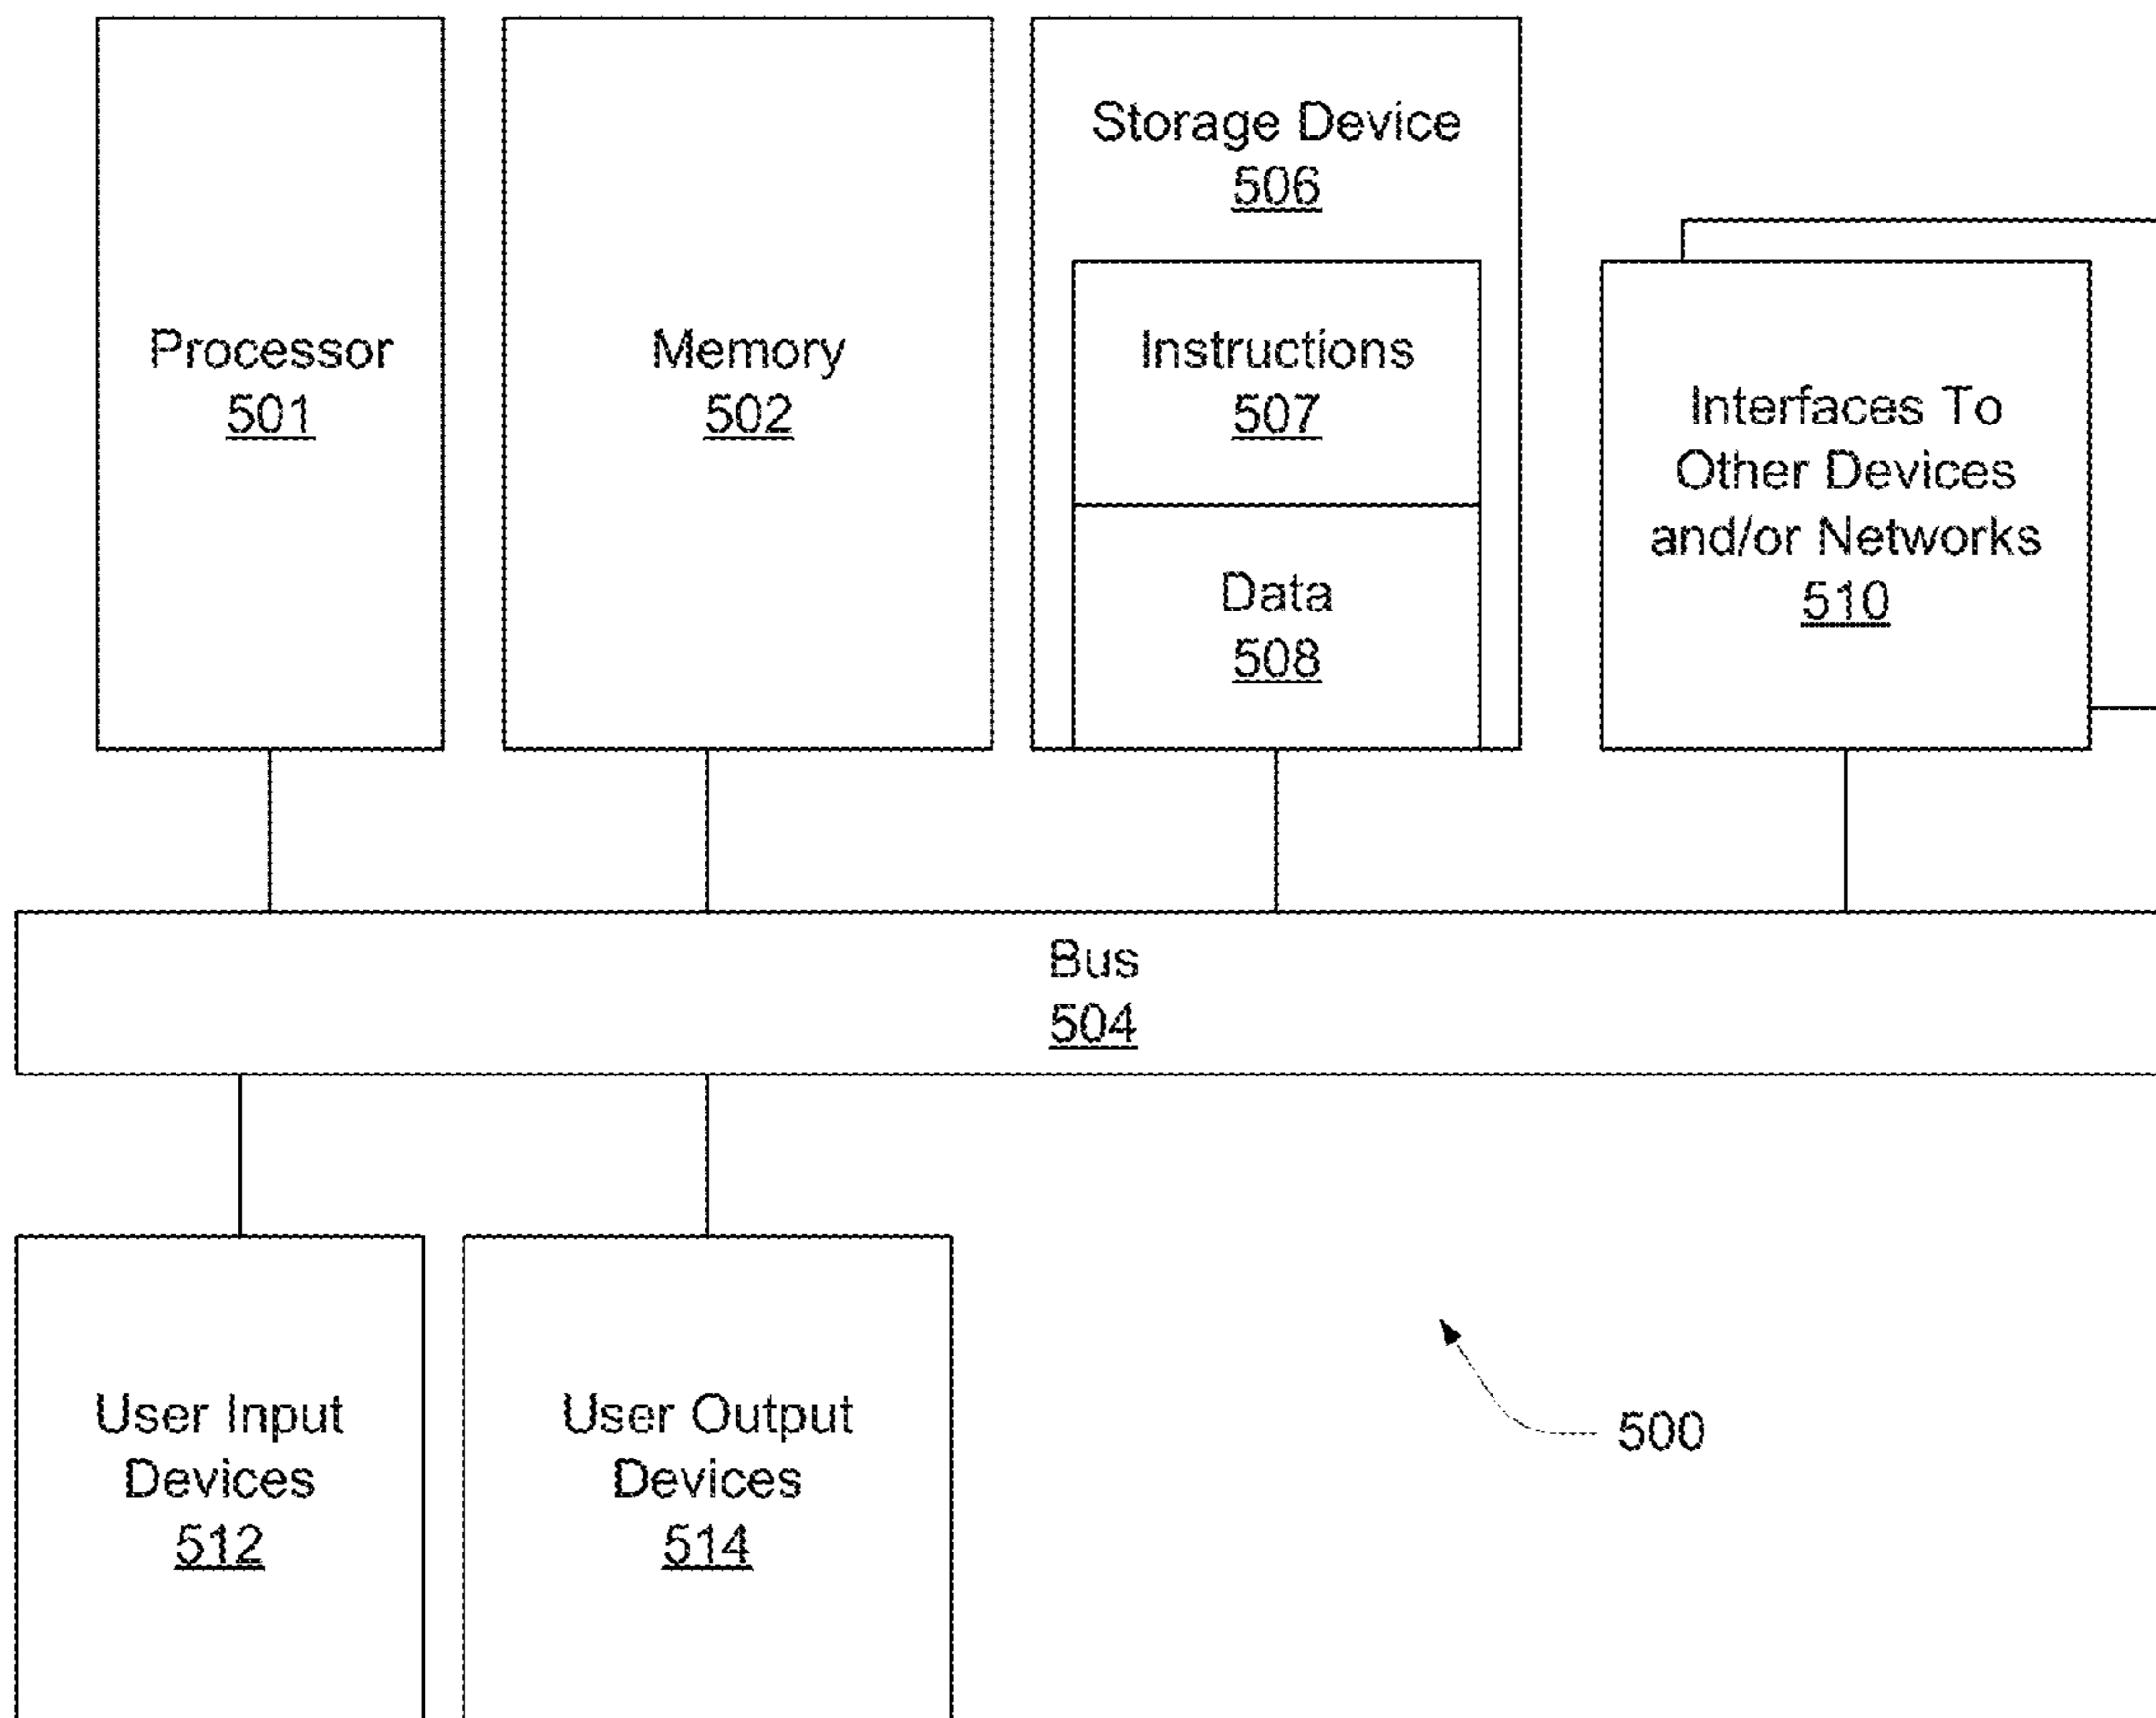 Processor
501
Memory
502
Storage Device
506
Instructions
507
Data
508
Interfaces To
Other Devices
and/or Networks
510
Bus
504
User Input
Devices
512
User Output
Devices
514
500